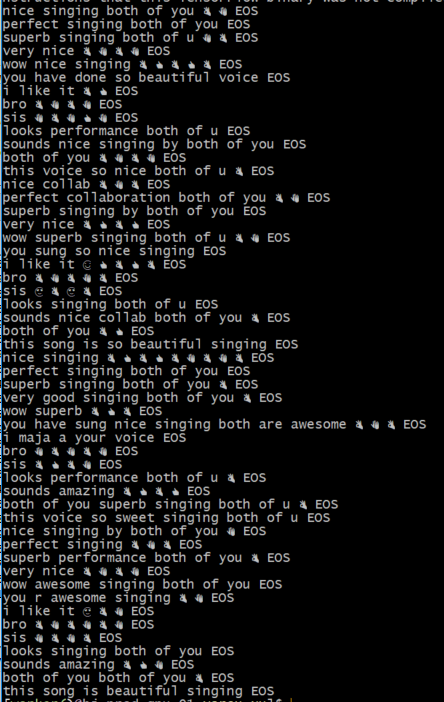 that this TensorFlow binary was not
nice singing both of you EOS
perfect singing both of you EOS
superb singing both of u EOS
very nice EOS
wow nice singing EOS
you have done so beautiful voice EOS
i like it EOS
bro EOS
sis EOS
looks performance both of u EOS
sounds nice singing by both of you EOS
both of you EOS
this voice so nice both of u EOS
nice collab EOS
perfect collaboration both of you EOS
superb singing by both of you EOS
very nice EOS
wow superb singing both of u EOS
you sung so nice singing EOS
i like it EOS
bro EOS
sis EOS
looks singing both of u EOS
sounds nice collab both of you EOS
both of you EOS
this song is so beautiful singing EOS
nice singing EOS
perfect singing both of you EOS
superb singing both of you EOS
very good singing both of you EOS
wow superb EOS
you have sung nice singing both are awesome EOS
i maja a your voice EOS
bro EOS
sis EOS
looks performance both of u EOS
sounds amazing EOS
both of you superb singing both of u EOS
this voice so sweet singing both of u EOS
nice singing by both of you EOS
perfect singing EOS
superb performance both of you EOS
very nice EOS
wow awesome singing both of you EOS
you r awesome singing EOS
i like it EOS
bro EOS
sis EOS
looks singing both of you EOS
sounds amazing EOS
both of you both of you EOS
this song is beautiful singing EOS